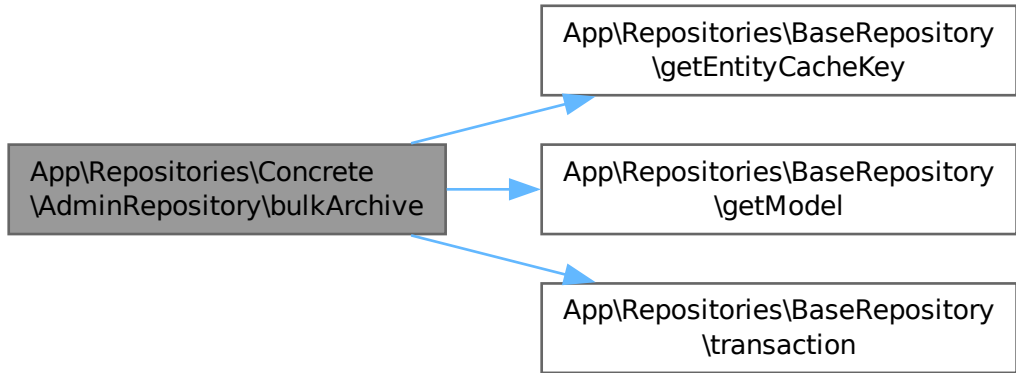 App\Repositories\BaseRepository
\getEntityCacheKey
App\Repositories\Concrete
\AdminRepository\bulkArchive
App\Repositories\BaseRepository
\getModel
App\Repositories\BaseRepository
\transaction